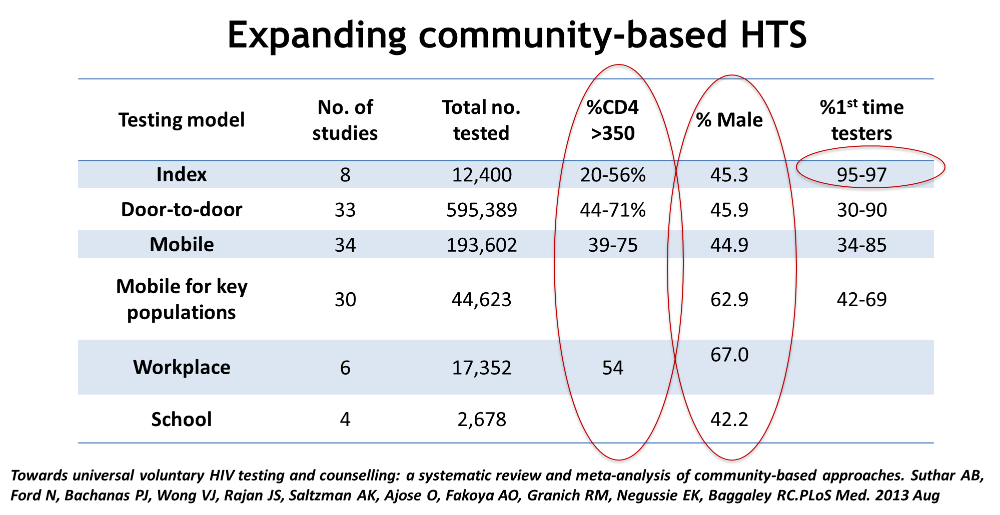 Expanding community-based HTS
Testing model No. of studies Total no. tested %CD4 >350 % Male %1st time testers
Index 8 12,400 20-56% 45.3 95-97
Door-to-door 33 595,389 44-71% 45.9 30-90
Mobile 34 193,602 39-75 44.9 34-85
Mobile for key populations 30 44,623 62.9 42-69
Workplace 6 17,352 54 67.0
School 4 2,678 42.2
Towards universal voluntary HIV testing and counselling: a systematic review and meta-analysis of community-based approaches. Suthar AB,
Ford N, Bachanas PJ, Wong VJ, Rajan JS, Saltzman AK, Ajose O, Fakoya AO, Granich RM, Negussie EK, Baggaley RC.PLoS Med. 2013 Aug